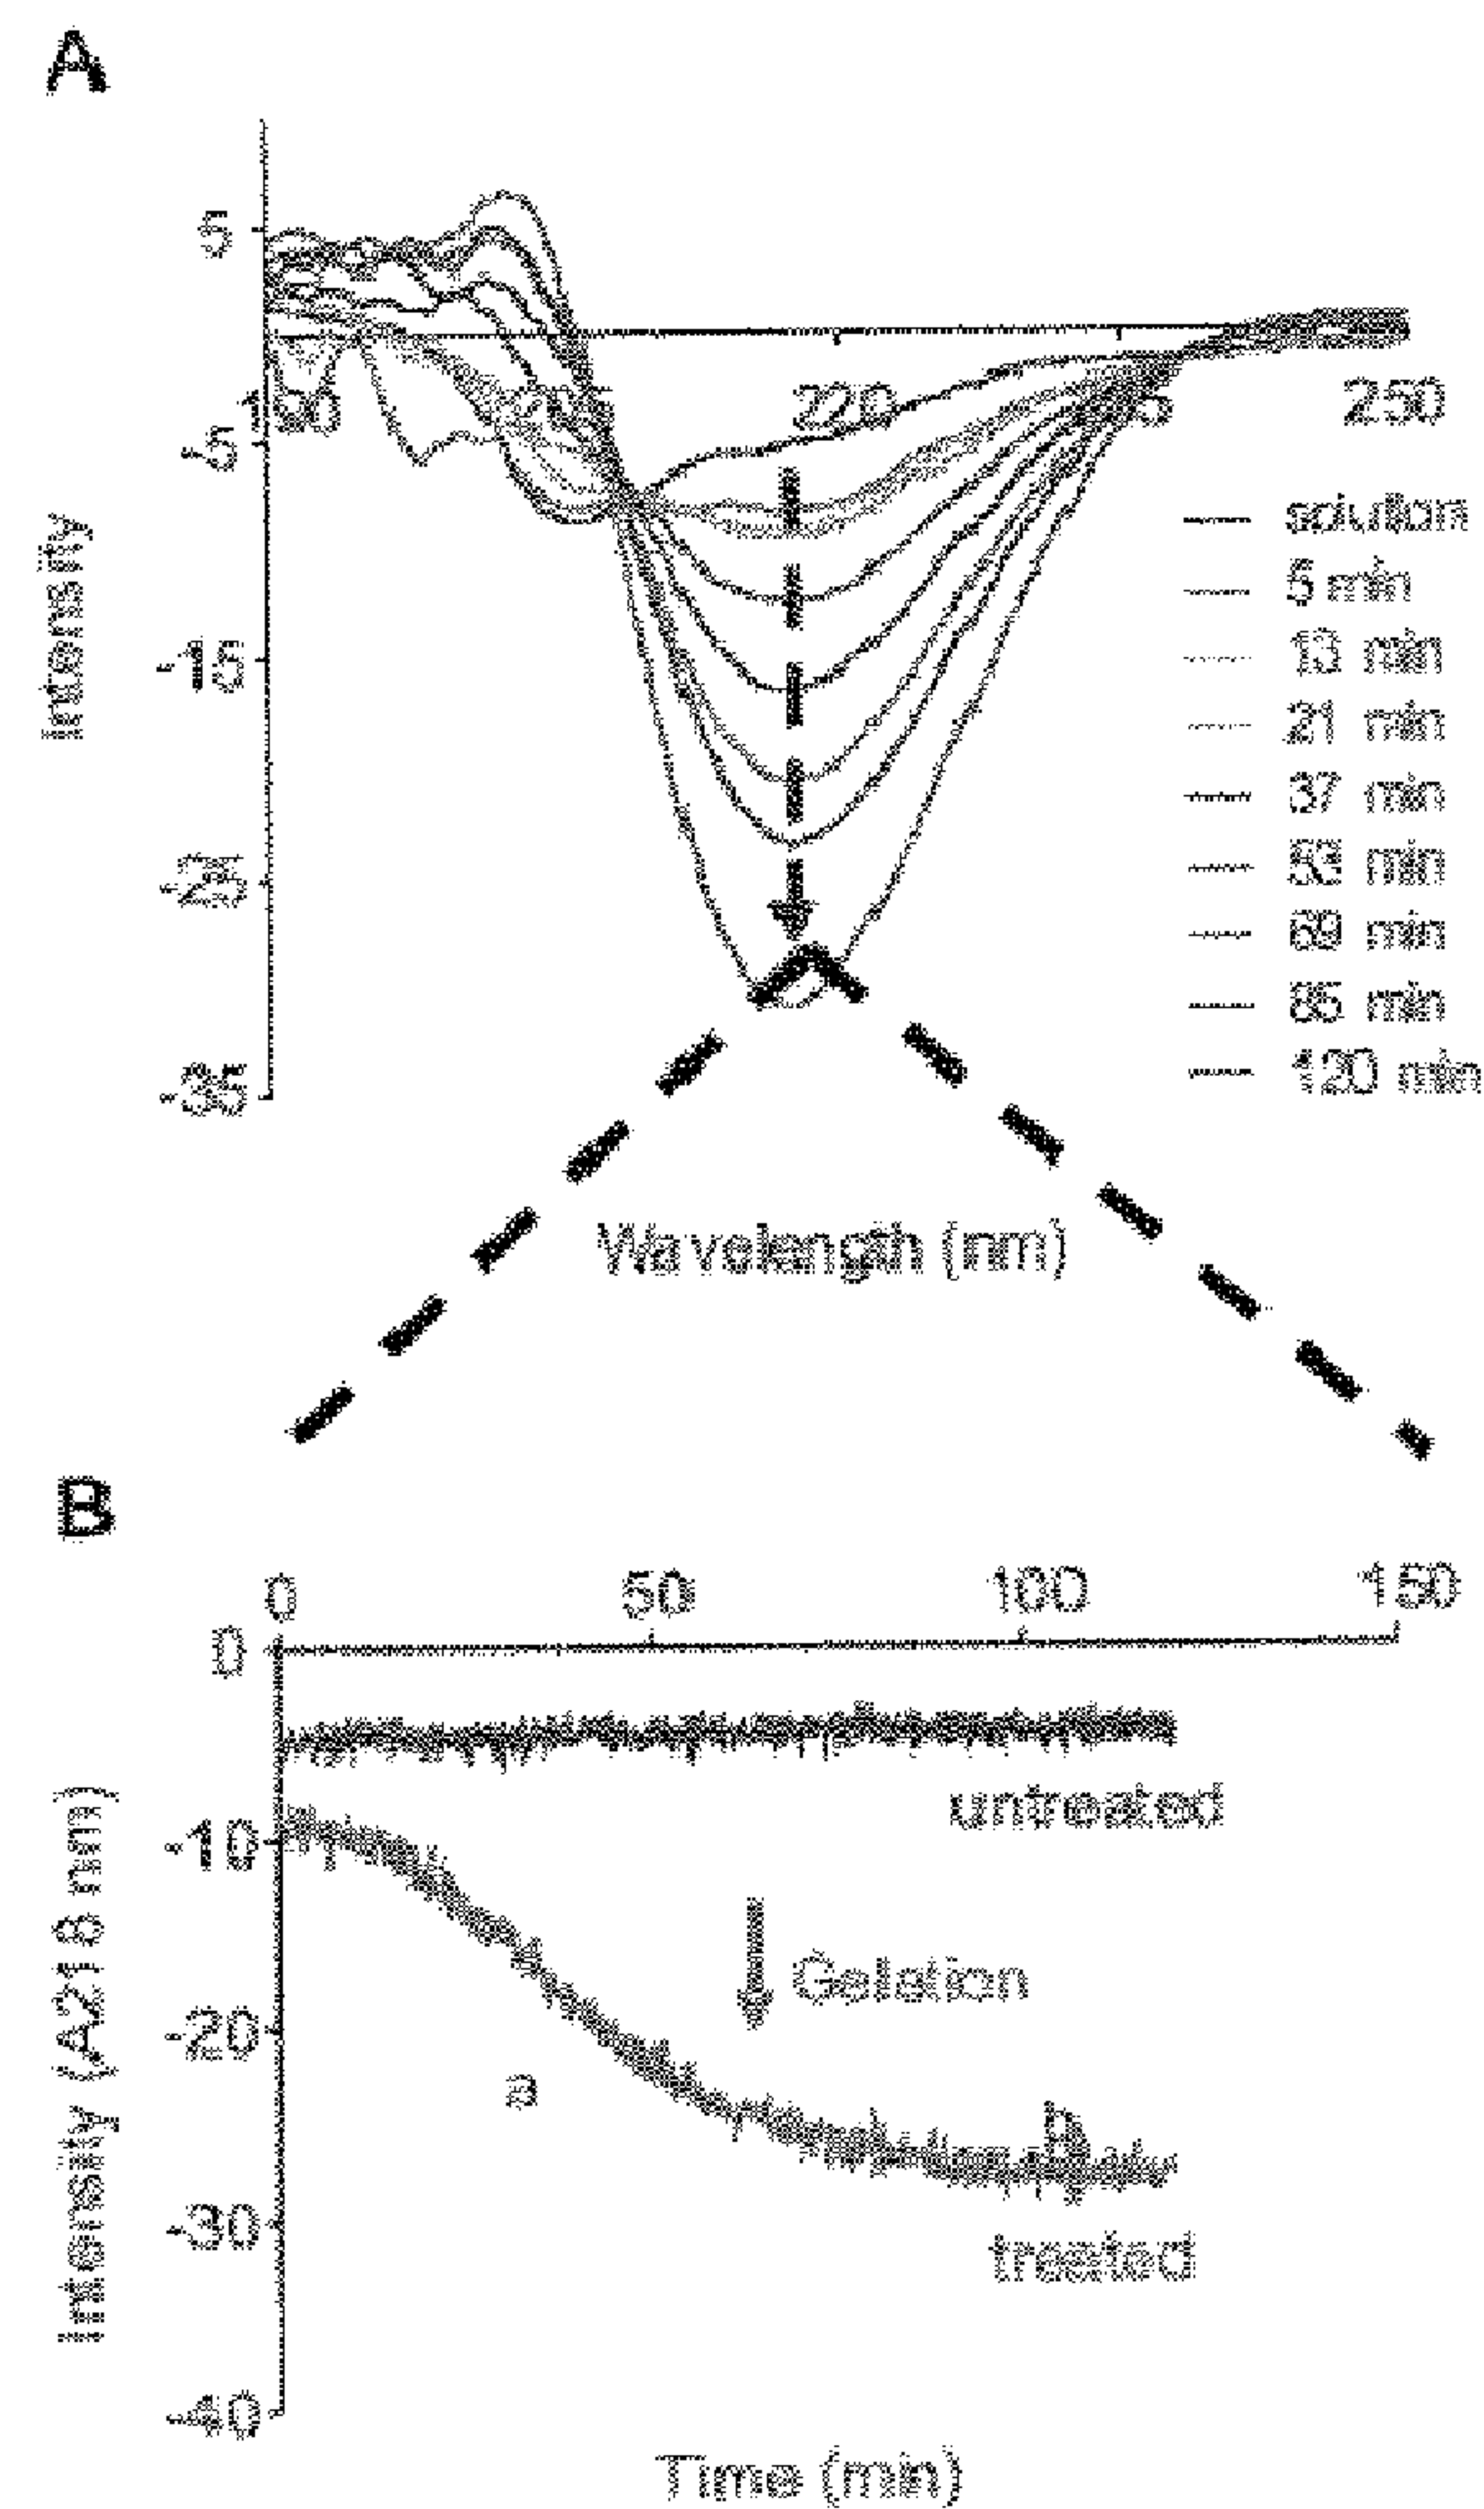 A
5
-5
-15
-25
-35
Intensity
190
220
250
Wavelength (nm)
solution
5 min
13 min
21 min
37 min
53 min
69 min
85 min
120 min
B
0
50
100
150
0
-10
-20
-30
-40
Intensity (A218 nm)
untreated
Gelation
a
b
treated
Time (min)